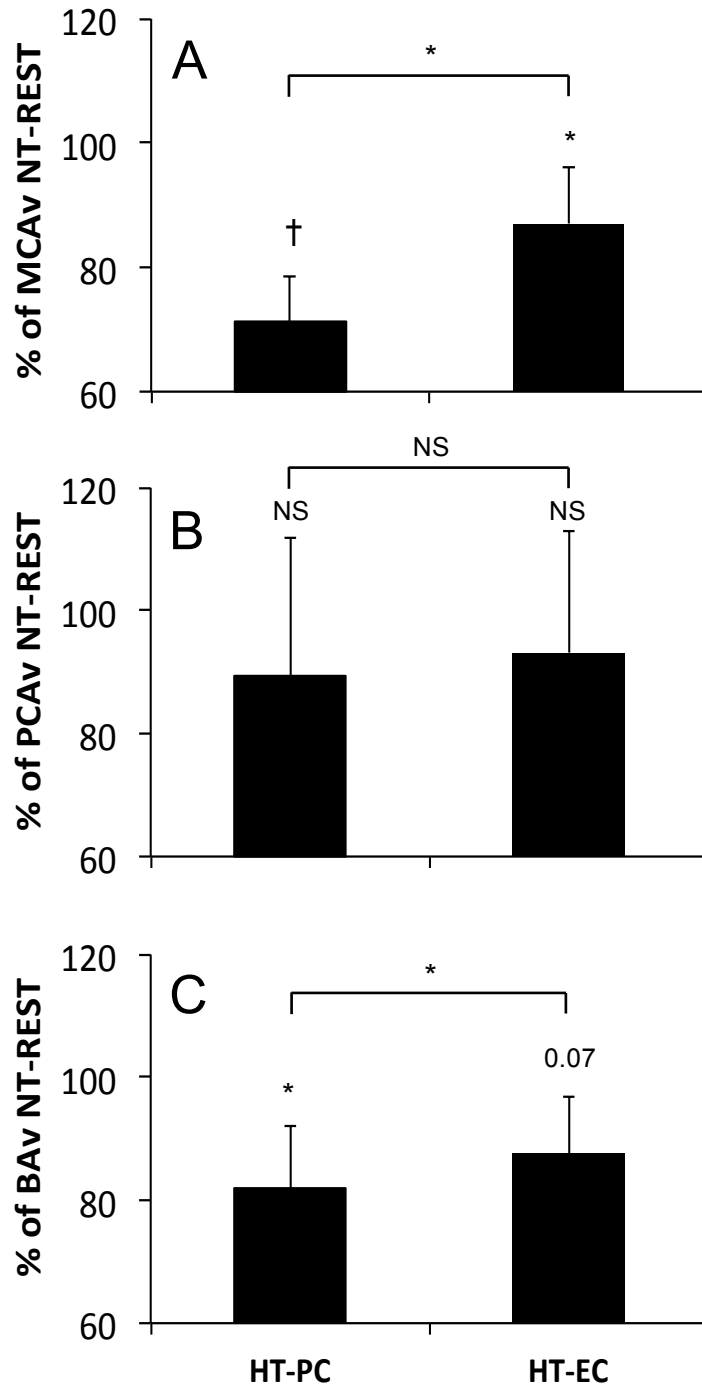 % of MCAv NT-REST
120
100
80
60
A
*
†
*
% of PCAv NT-REST
120
100
80
60
B
NS
NS
NS
% of BAv NT-REST
120
100
80
60
C
*
*
0.07
HT-PC
HT-EC